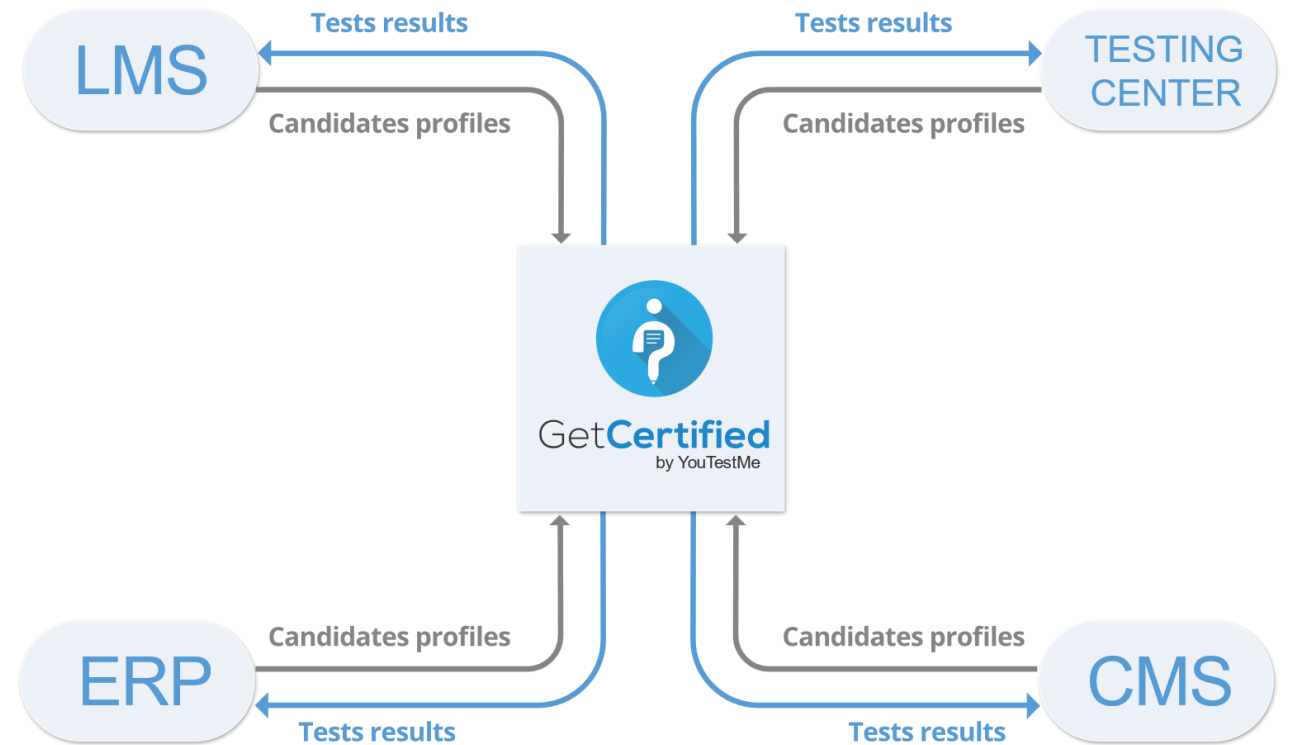 Tests results
Tests results
LMS
TESTING
CENTER
Candidates profiles
Candidates profiles
GetCertified
by YouTestMe
Candidates profiles
Candidates profiles
ERP
CMS
Tests results
Tests results